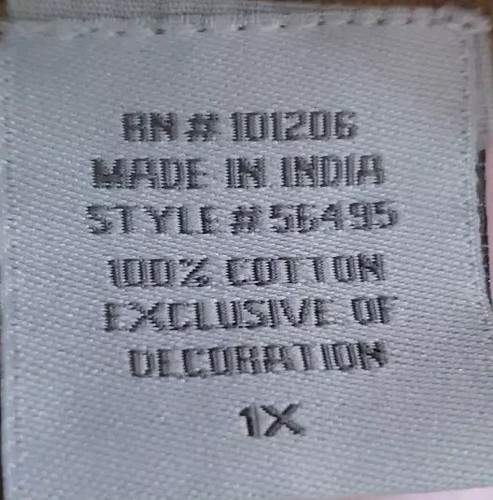 RN # 101206
MADE IN INDIA
STYLE # 56495
100% COTTON
EXCLUSIVE OF
DECORATION
1X